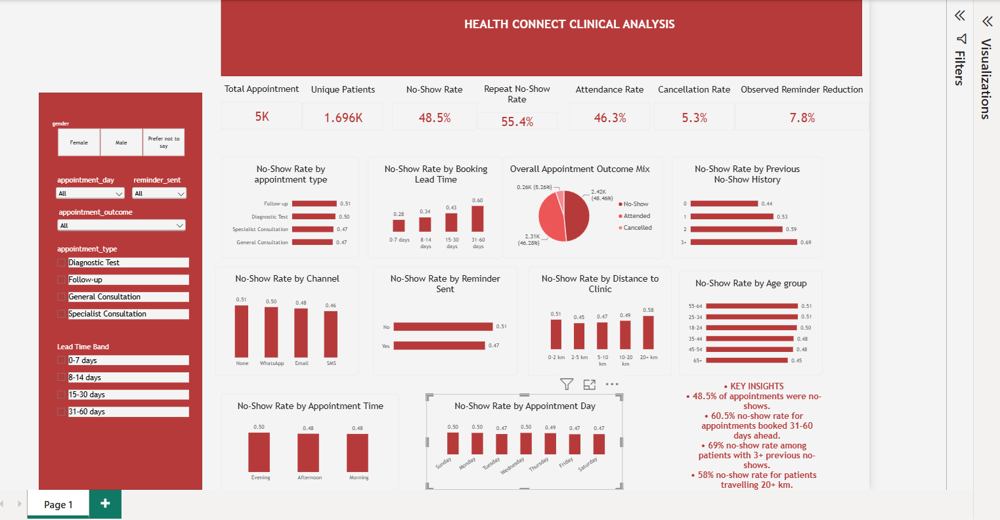 HEALTH CONNECT CLINICAL ANALYSIS
Filters
Visualizations
Total Appointment
5K
Unique Patients
1.696K
No-Show Rate
48.5%
Repeat No-Show
Rate
55.4%
Attendance Rate
46.3%
Cancellation Rate
5.3%
Observed Reminder Reduction
7.8%
gender
Female
Male
Prefer not to
say
appointment_day
All
reminder_sent
All
appointment_outcome
All
appointment_type
Diagnostic Test
Follow-up
General Consultation
Specialist Consultation
Lead Time Band
0-7 days
8-14 days
15-30 days
31-60 days
No-Show Rate by
appointment type
Follow-up 0.51
Diagnostic Test 0.50
Specialist Consultation 0.47
General Consultation 0.47
No-Show Rate by Booking
Lead Time
0.28 0.34 0.43 0.60
0-7 days 8-14 15-30 31-60
days days days
Overall Appointment Outcome Mix
0.26K (5.26%)
2.42K
(48.46%)
2.31K
(46.28%)
No-Show
Attended
Cancelled
No-Show Rate by Previous
No-Show History
0 0.44
1 0.53
2 0.59
3+ 0.69
No-Show Rate by Channel
0.51 0.50 0.48 0.46
None WhatsApp Email SMS
No-Show Rate by Reminder
Sent
No 0.51
Yes 0.47
No-Show Rate by Distance to
Clinic
0.51 0.45 0.47 0.49 0.58
0-2 km 2-5 km 5-10 10-20 20+ km
km km
No-Show Rate by Age group
55-64 0.51
25-34 0.51
18-24 0.50
35-44 0.48
45-54 0.48
65+ 0.45
No-Show Rate by Appointment Time
0.50 0.48 0.48
Evening Afternoon Morning
No-Show Rate by Appointment Day
0.50 0.50 0.47 0.50 0.49 0.47 0.47
Sunday Monday Tuesday Wednesday Thursday Friday Saturday
• KEY INSIGHTS
• 48.5% of appointments were no-
shows.
• 60.5% no-show rate for
appointments booked 31-60
days ahead.
• 69% no-show rate among
patients with 3+ previous no-
shows.
• 58% no-show rate for patients
travelling 20+ km.
Page 1